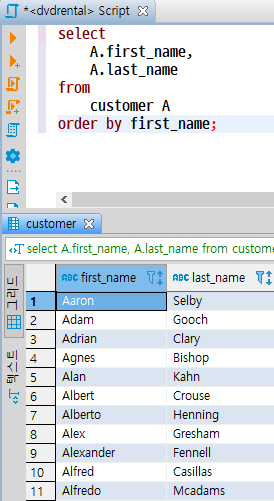 *<dvdrental> Script
select
A.first_name,
A.last_name
from
customer A
order by first_name;
customer
select A.first_name, A.last_name from custome
그리드
텍스트
ABC first_name ABC last_name
1 Aaron Selby
2 Adam Gooch
3 Adrian Clary
4 Agnes Bishop
5 Alan Kahn
6 Albert Crouse
7 Alberto Henning
8 Alex Gresham
9 Alexander Fennell
10 Alfred Casillas
11 Alfredo Mcadams